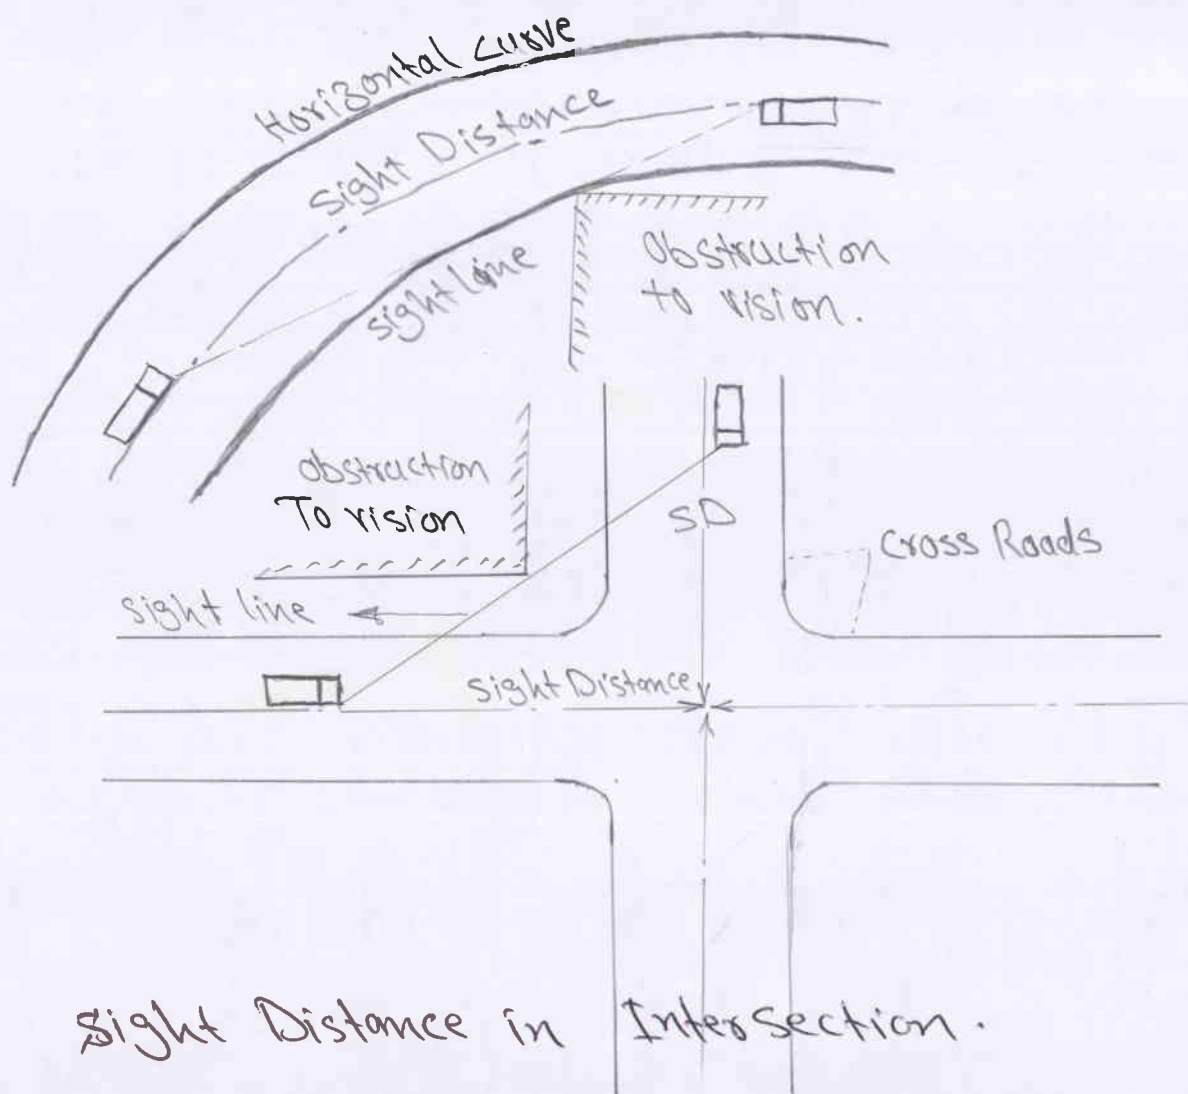 Horizontal Curve
Sight Distance
sight line
Obstruction
to vision.
obstruction
To vision
SD
Cross Roads
sight line
Sight Distance
Sight Distance in Intersection.